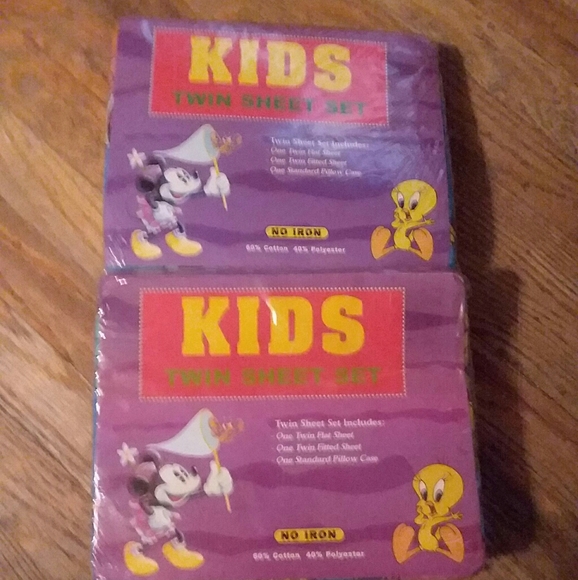 KIDS
TWIN SHEET SET
Twin Sheet Set Includes:
One Twin Flat Sheet
One Twin Fitted Sheet
One Standard Pillow Case
NO IRON
60% Cotton 40% Polyester
KIDS
TWIN SHEET SET
Twin Sheet Set Includes:
One Twin Flat Sheet
One Twin Fitted Sheet
One Standard Pillow Case
NO IRON
60% Cotton 40% Polyester